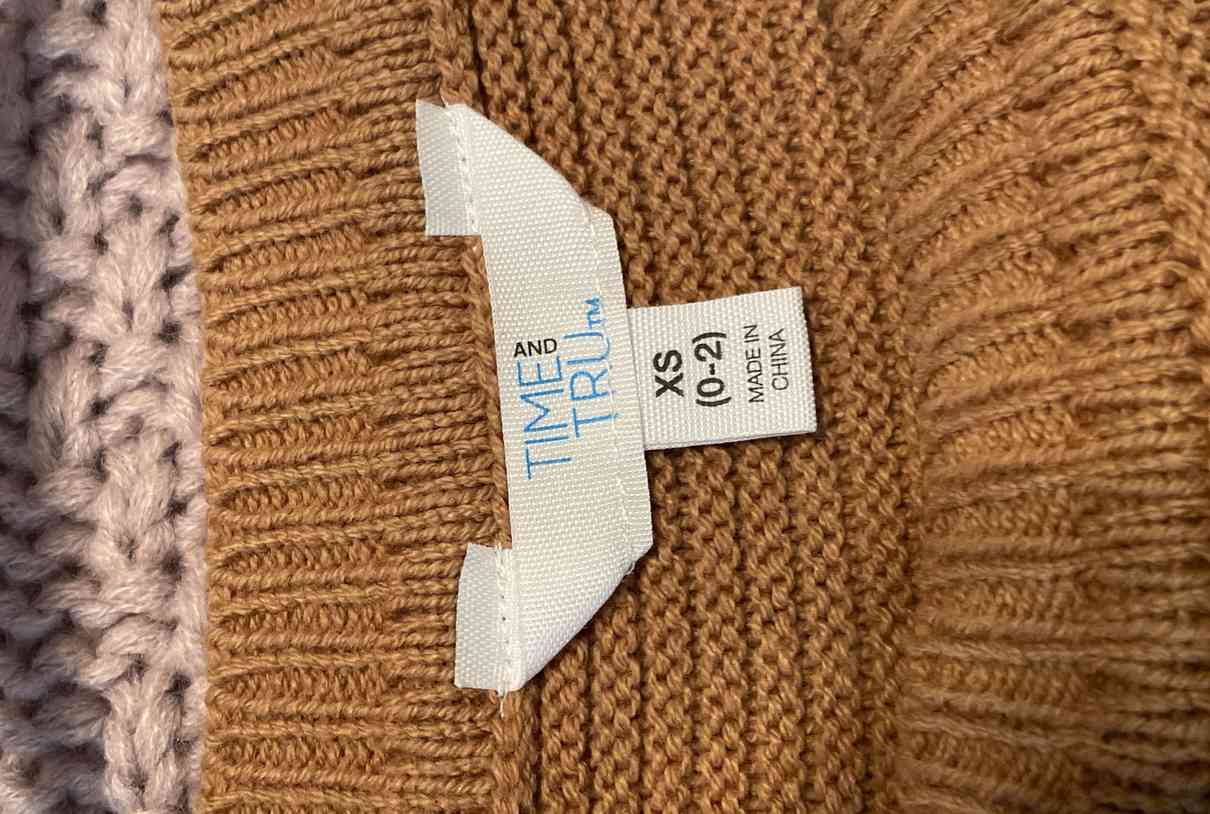 TIME AND
TRU™
XS
(0-2)
MADE IN
CHINA